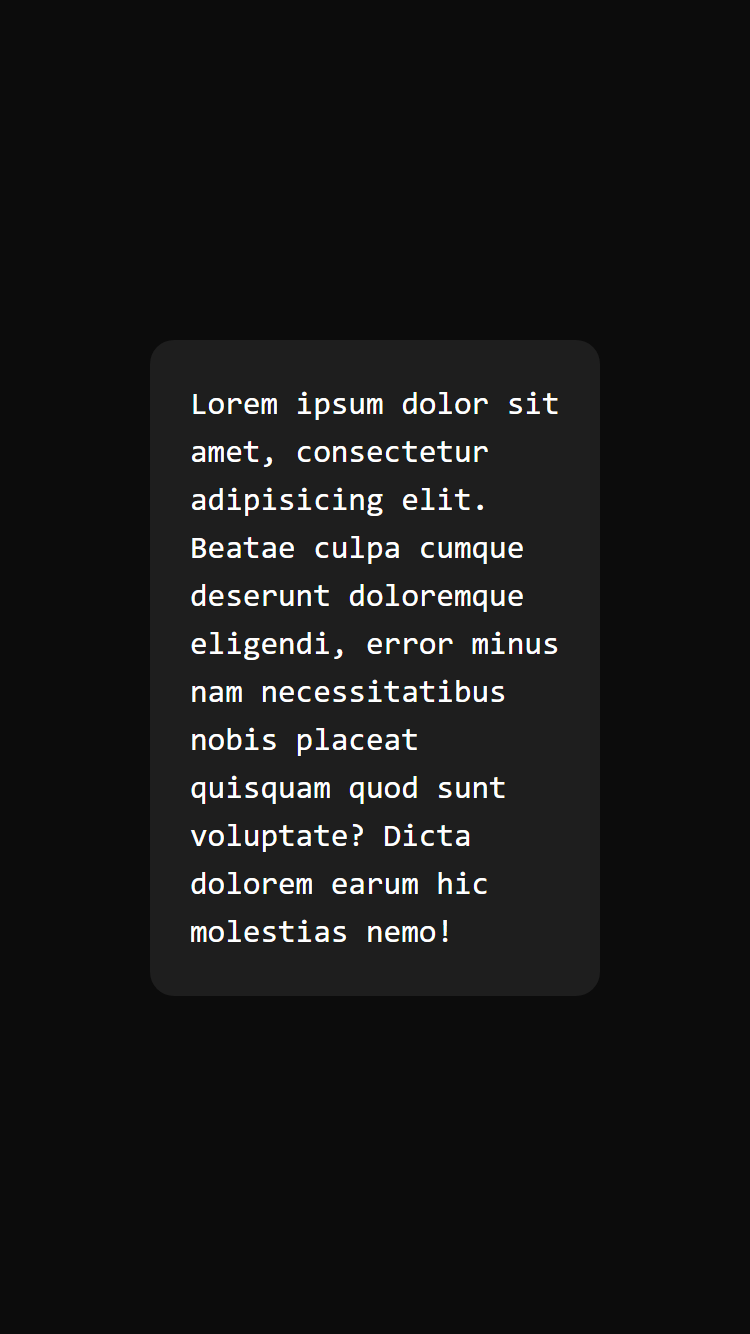 Lorem ipsum dolor sit
amet, consectetur
adipisicing elit.
Beatae culpa cumque
deserunt doloremque
eligendi, error minus
nam necessitatibus
nobis placeat
quisquam quod sunt
voluptate? Dicta
dolorem earum hic
molestias nemo!